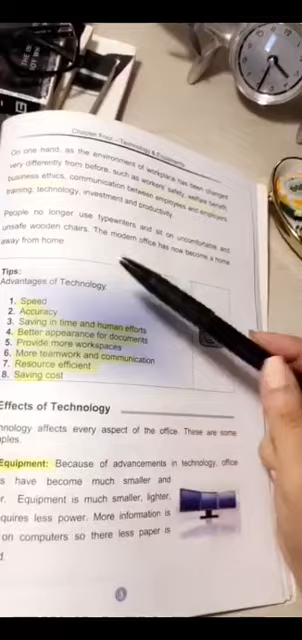 Chapter Four – Technology &
On one hand, as the environment of workplace has been changed
very differently from before, such as workers' safety, welfare benefit,
business ethics, communication between employees and employers,
training, technology, investment and productivity.
People no longer use typewriters and sit on uncomfortable and
unsafe wooden chairs. The modern office has now become a home
away from home.
Tips:
Advantages of Technology
1. Speed
2. Accuracy
3. Saving in time and human efforts
4. Better appearance for documents
5. Provide more workspaces
6. More teamwork and communication
7. Resource efficient
8. Saving cost
Effects of Technology
nology affects every aspect of the office. These are some
ples.
Equipment: Because of advancements in technology, office
s have become much smaller and
r. Equipment is much smaller, lighter,
quires less power. More information is
on computers so there less paper is
d.